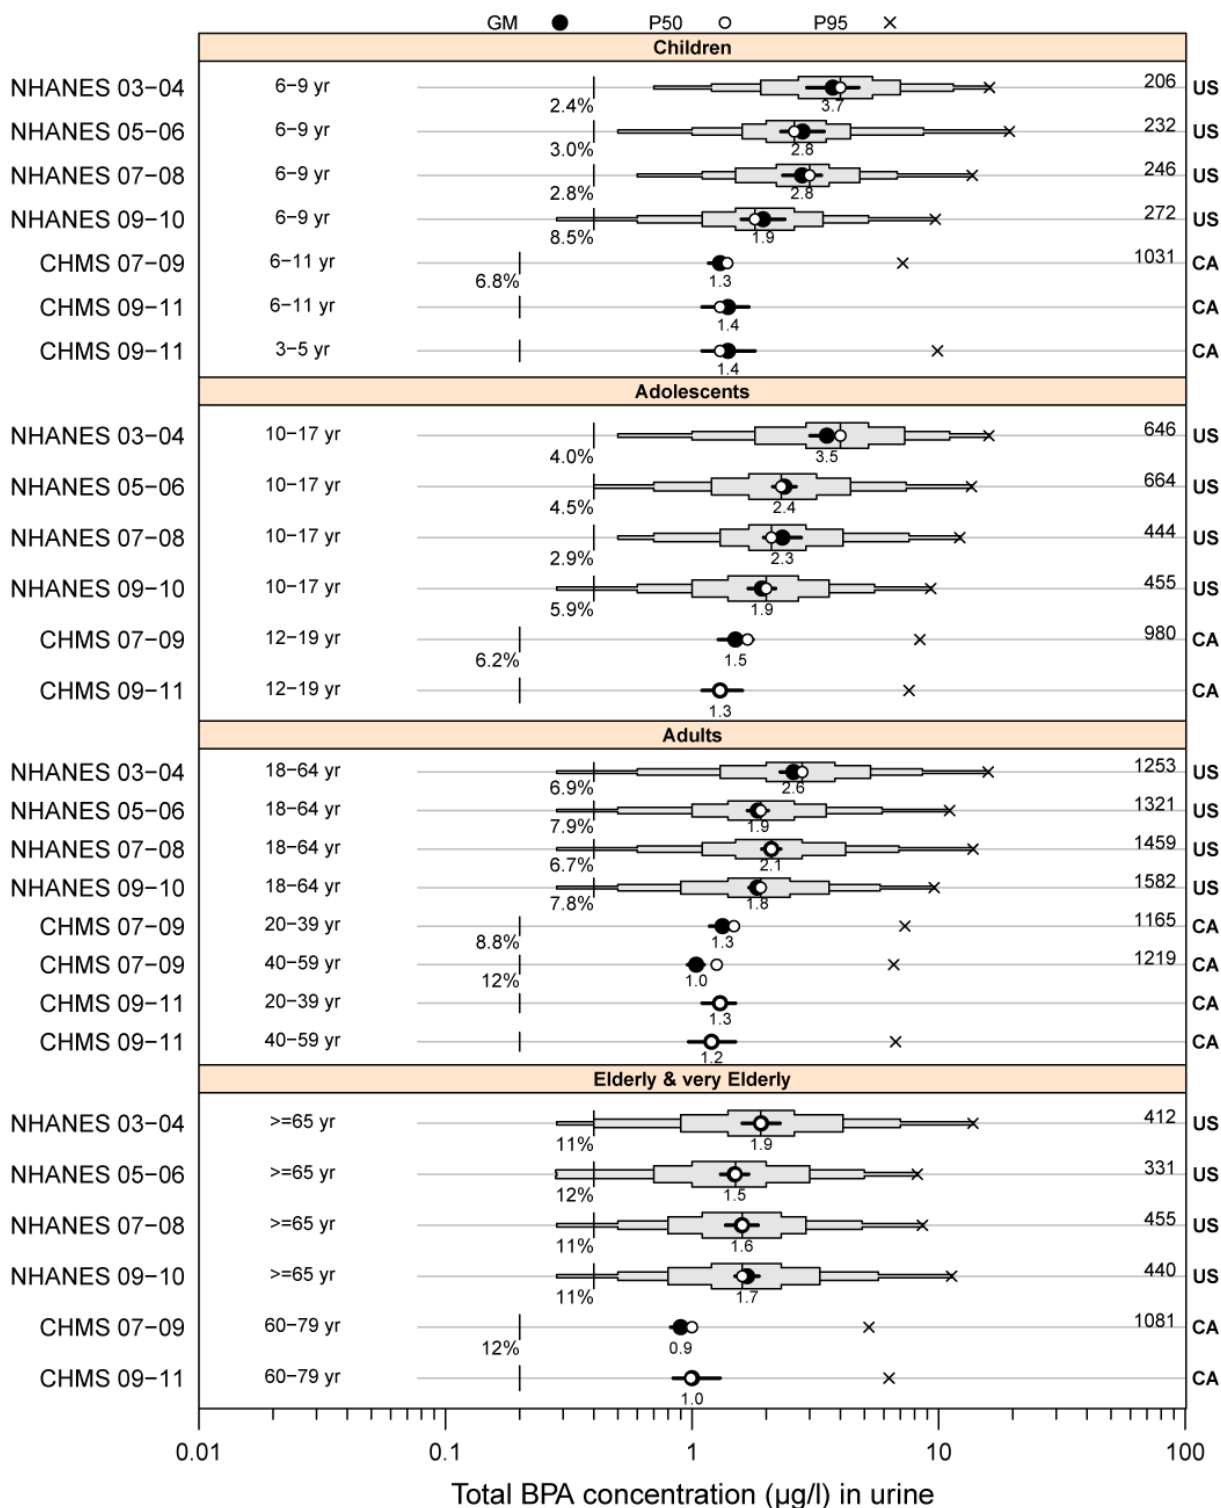 GM P50 P95
Children
NHANES 03−04 6−9 yr 2.4% 3.7 206 US
NHANES 05−06 6−9 yr 3.0% 2.8 232 US
NHANES 07−08 6−9 yr 2.8% 2.8 246 US
NHANES 09−10 6−9 yr 8.5% 1.9 272 US
CHMS 07−09 6−11 yr 6.8% 1.3 1031 CA
CHMS 09−11 6−11 yr 1.4 CA
CHMS 09−11 3−5 yr 1.4 CA
Adolescents
NHANES 03−04 10−17 yr 4.0% 3.5 646 US
NHANES 05−06 10−17 yr 4.5% 2.4 664 US
NHANES 07−08 10−17 yr 2.9% 2.3 444 US
NHANES 09−10 10−17 yr 5.9% 1.9 455 US
CHMS 07−09 12−19 yr 6.2% 1.5 980 CA
CHMS 09−11 12−19 yr 1.3 CA
Adults
NHANES 03−04 18−64 yr 6.9% 2.6 1253 US
NHANES 05−06 18−64 yr 7.9% 1.9 1321 US
NHANES 07−08 18−64 yr 6.7% 2.1 1459 US
NHANES 09−10 18−64 yr 7.8% 1.8 1582 US
CHMS 07−09 20−39 yr 8.8% 1.3 1165 CA
CHMS 07−09 40−59 yr 12% 1.0 1219 CA
CHMS 09−11 20−39 yr 1.3 CA
CHMS 09−11 40−59 yr 1.2 CA
Elderly & very Elderly
NHANES 03−04 >=65 yr 11% 1.9 412 US
NHANES 05−06 >=65 yr 12% 1.5 331 US
NHANES 07−08 >=65 yr 11% 1.6 455 US
NHANES 09−10 >=65 yr 11% 1.7 440 US
CHMS 07−09 60−79 yr 12% 0.9 1081 CA
CHMS 09−11 60−79 yr 1.0 CA
0.01 0.1 1 10 100
Total BPA concentration (µg/l) in urine